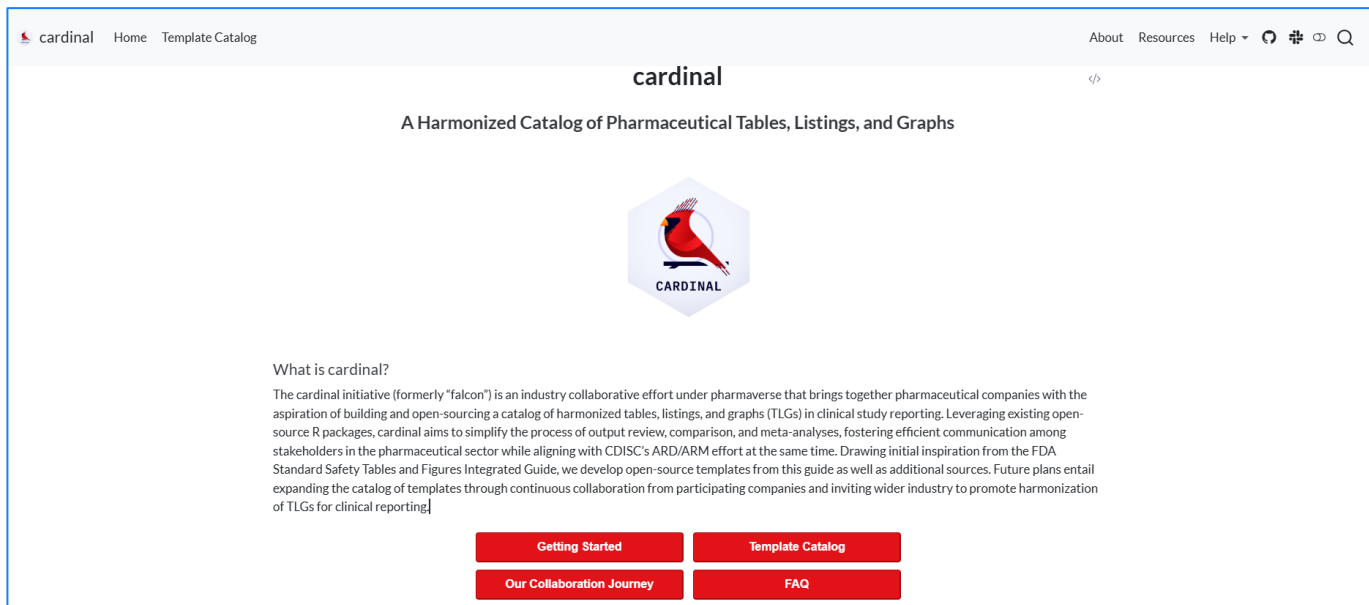 cardinal Home Template Catalog About Resources Help
cardinal
</>
A Harmonized Catalog of Pharmaceutical Tables, Listings, and Graphs
CARDINAL
What is cardinal?
The cardinal initiative (formerly “falcon”) is an industry collaborative effort under pharmaverse that brings together pharmaceutical companies with the
aspiration of building and open-sourcing a catalog of harmonized tables, listings, and graphs (TLGs) in clinical study reporting. Leveraging existing open-
source R packages, cardinal aims to simplify the process of output review, comparison, and meta-analyses, fostering efficient communication among
stakeholders in the pharmaceutical sector while aligning with CDISC’s ARD/ARM effort at the same time. Drawing initial inspiration from the FDA
Standard Safety Tables and Figures Integrated Guide, we develop open-source templates from this guide as well as additional sources. Future plans entail
expanding the catalog of templates through continuous collaboration from participating companies and inviting wider industry to promote harmonization
of TLGs for clinical reporting.
Getting Started Template Catalog
Our Collaboration Journey FAQ